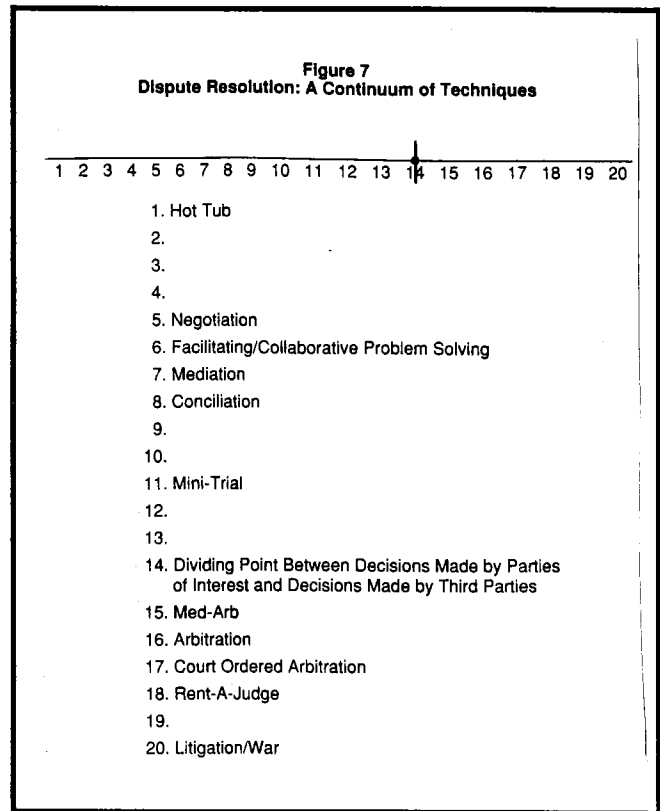 Figure 7
Dispute Resolution: A Continuum of Techniques
1 2 3 4 5 6 7 8 9 10 11 12 13 14 15 16 17 18 19 20
1. Hot Tub
2.
3.
4.
5. Negotiation
6. Facilitating/Collaborative Problem Solving
7. Mediation
8. Conciliation
9.
10.
11. Mini-Trial
12.
13.
14. Dividing Point Between Decisions Made by Parties
of Interest and Decisions Made by Third Parties
15. Med-Arb
16. Arbitration
17. Court Ordered Arbitration
18. Rent-A-Judge
19.
20. Litigation/War